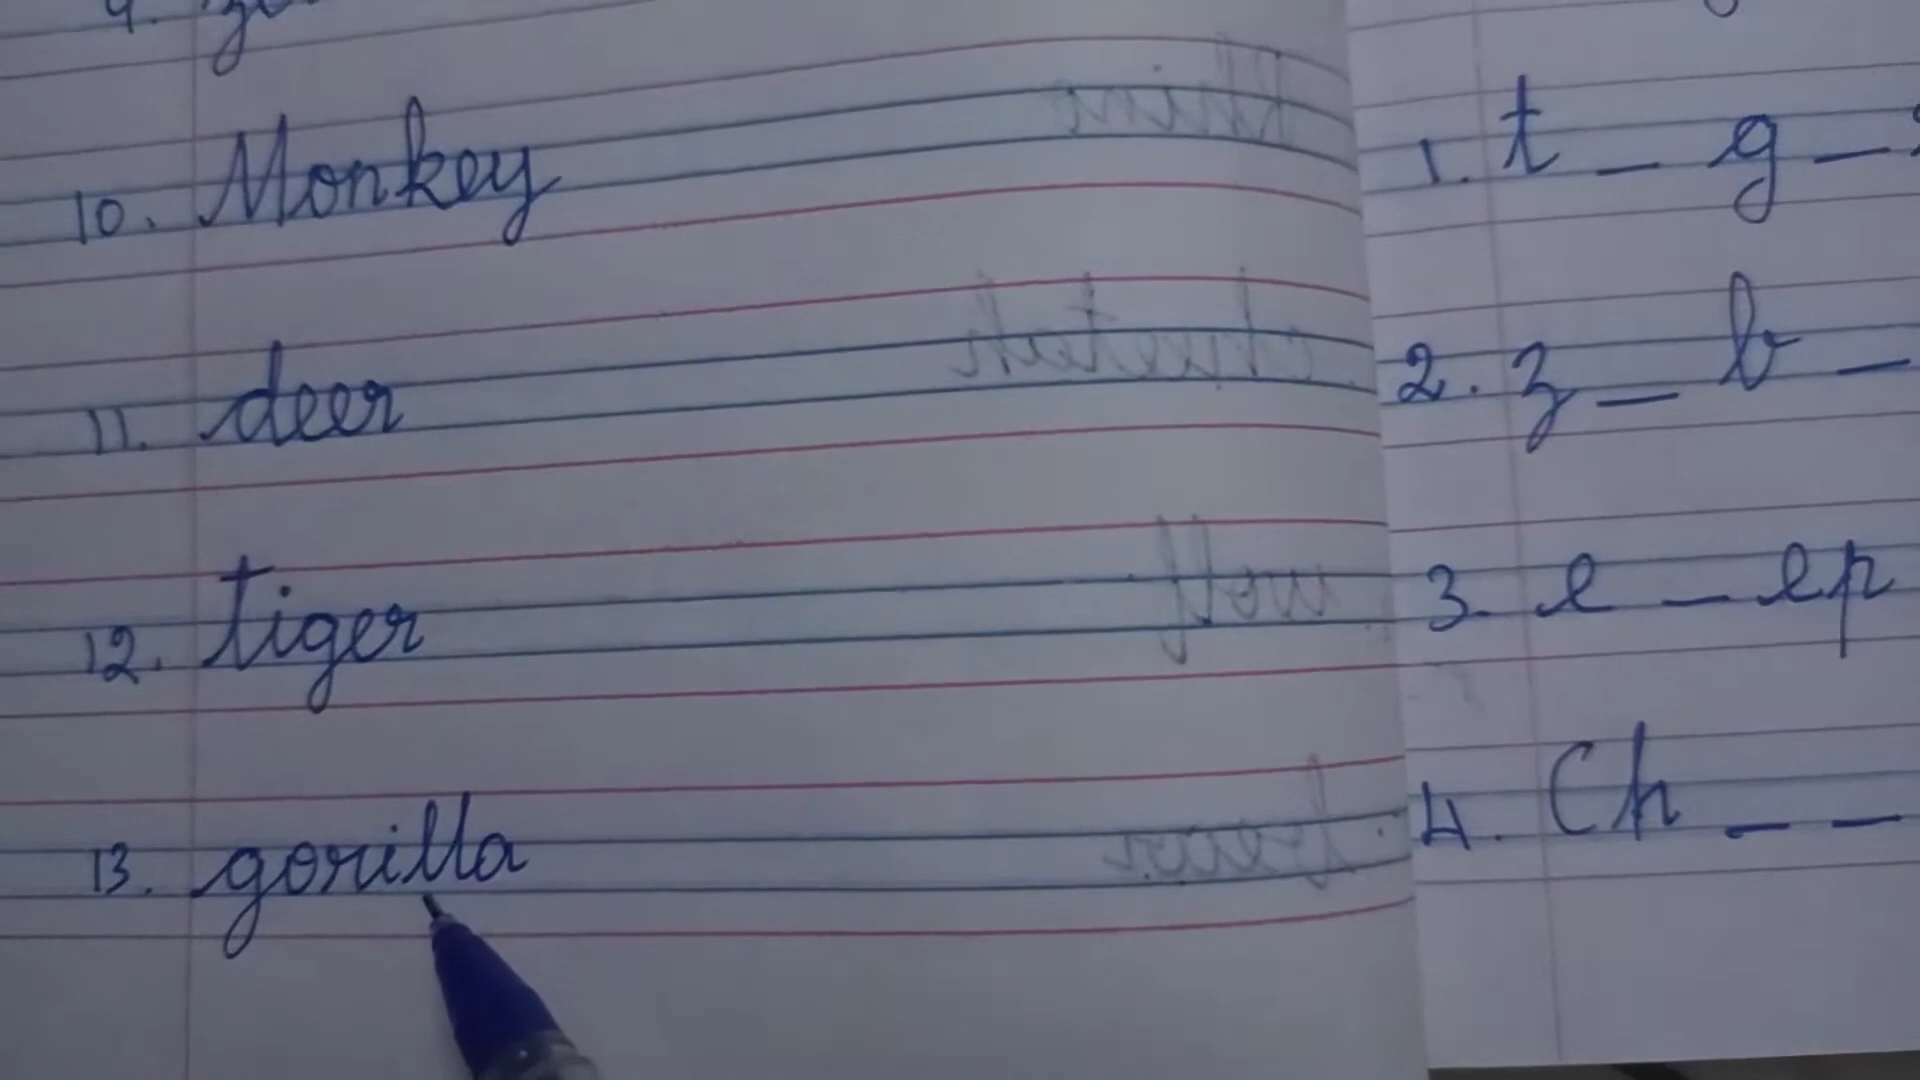 10. Monkey
11. deer
12. tiger
13. gorilla
1. t _ g _
2. z _ b _
3. e _ ep
4. Ch _ _